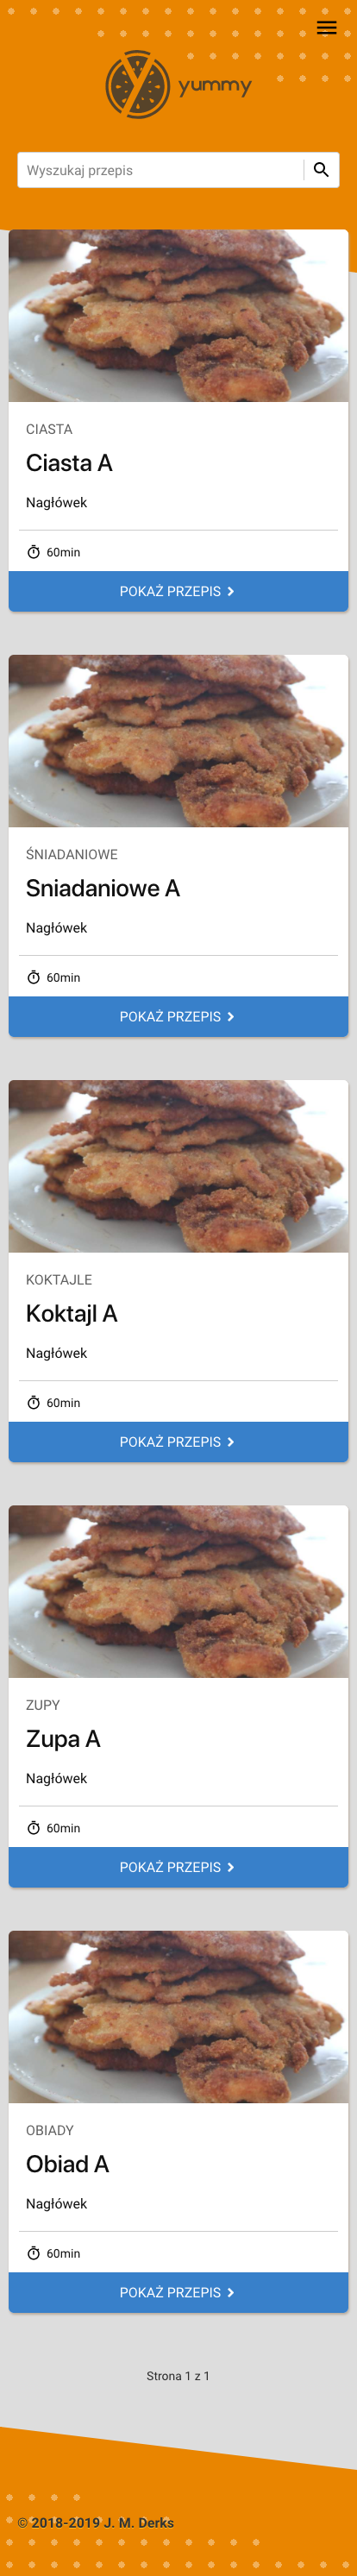 yummy
Wyszukaj przepis
CIASTA
Ciasta A
Nagłówek
60min
POKAŻ PRZEPIS
ŚNIADANIOWE
Sniadaniowe A
Nagłówek
60min
POKAŻ PRZEPIS
KOKTAJLE
Koktajl A
Nagłówek
60min
POKAŻ PRZEPIS
ZUPY
Zupa A
Nagłówek
60min
POKAŻ PRZEPIS
OBIADY
Obiad A
Nagłówek
60min
POKAŻ PRZEPIS
Strona 1 z 1
© 2018-2019 J. M. Derks